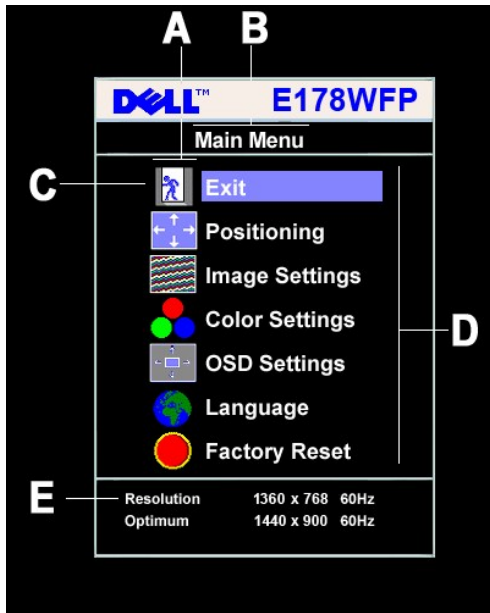 A B
DELL™ E178WFP
Main Menu
C Exit
Positioning
Image Settings
Color Settings
D
OSD Settings
Language
Factory Reset
E Resolution 1360 x 768 60Hz
Optimum 1440 x 900 60Hz